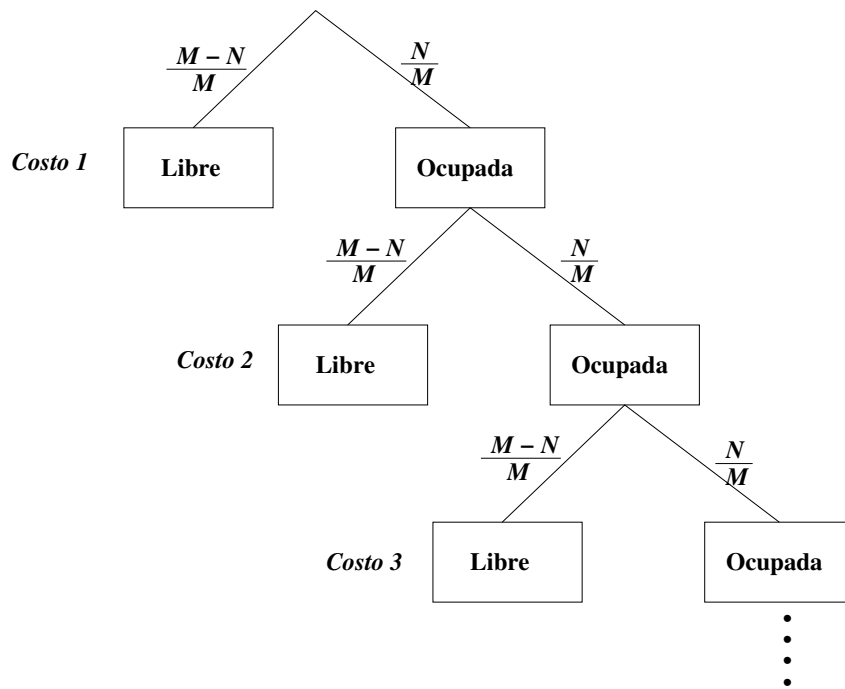 M – N N
M M
Costo 1 Libre Ocupada
M – N N
M M
Costo 2 Libre Ocupada
M – N N
M M
Costo 3 Libre Ocupada